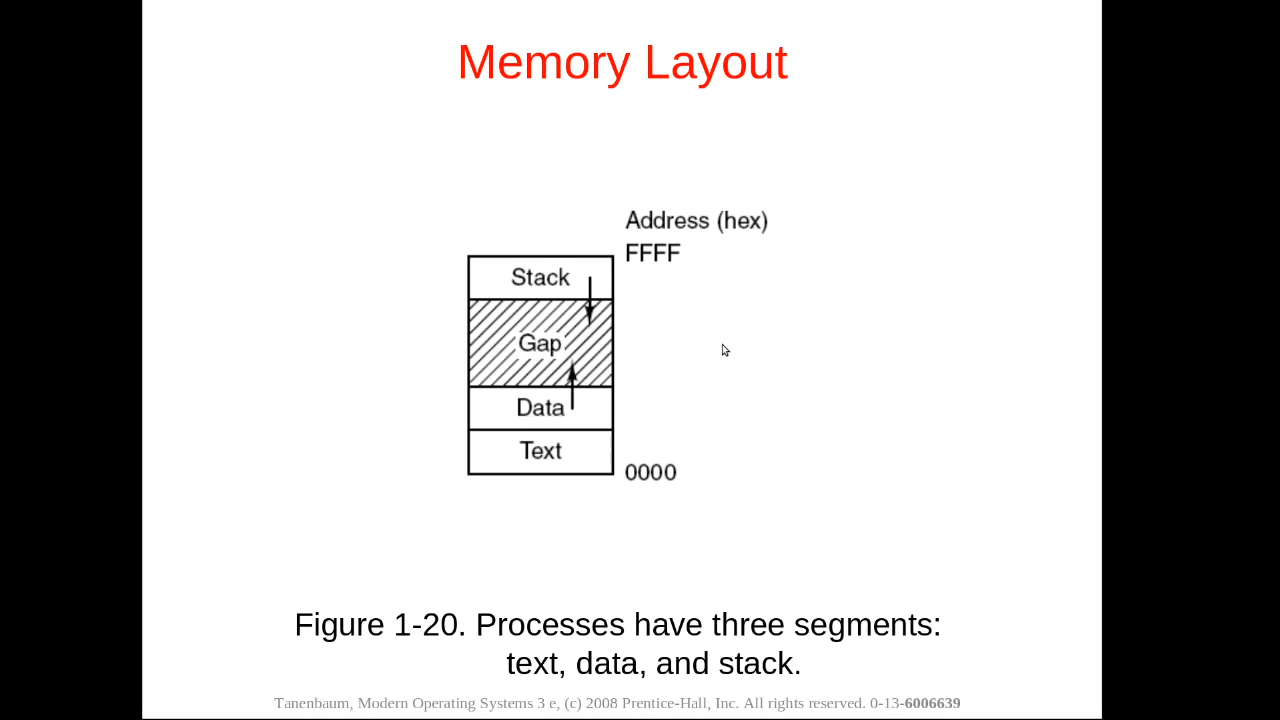 Memory Layout
Address (hex)
FFFF
Stack
Gap
Data
Text
0000
Figure 1-20. Processes have three segments:
text, data, and stack.
Tanenbaum, Modern Operating Systems 3 e, (c) 2008 Prentice-Hall, Inc. All rights reserved. 0-13-6006639